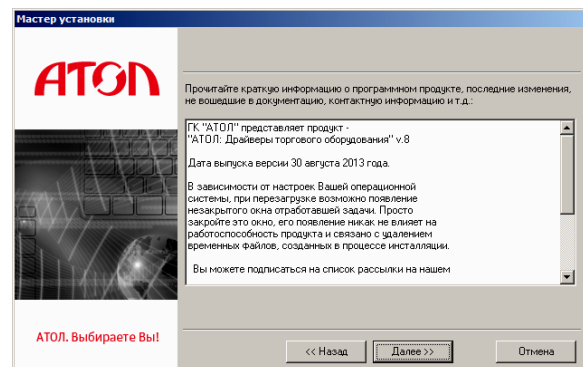 Мастер установки
АТОЛ
Прочитайте краткую информацию о программном продукте, последние изменения,
не вошедшие в документацию, контактную информацию и т.д.:
ГК "АТОЛ" представляет продукт -
"АТОЛ: Драйверы торгового оборудования" v.8
Дата выпуска версии 30 августа 2013 года.
В зависимости от настроек Вашей операционной
системы, при перезагрузке возможно появление
незакрытого окна отработавшей задачи. Просто
закройте это окно, его появление никак не влияет на
работоспособность продукта и связано с удалением
временных файлов, созданных в процессе инсталляции.
Вы можете подписаться на список рассылки на нашем
АТОЛ. Выбираете Вы!
<< Назад
Далее >>
Отмена